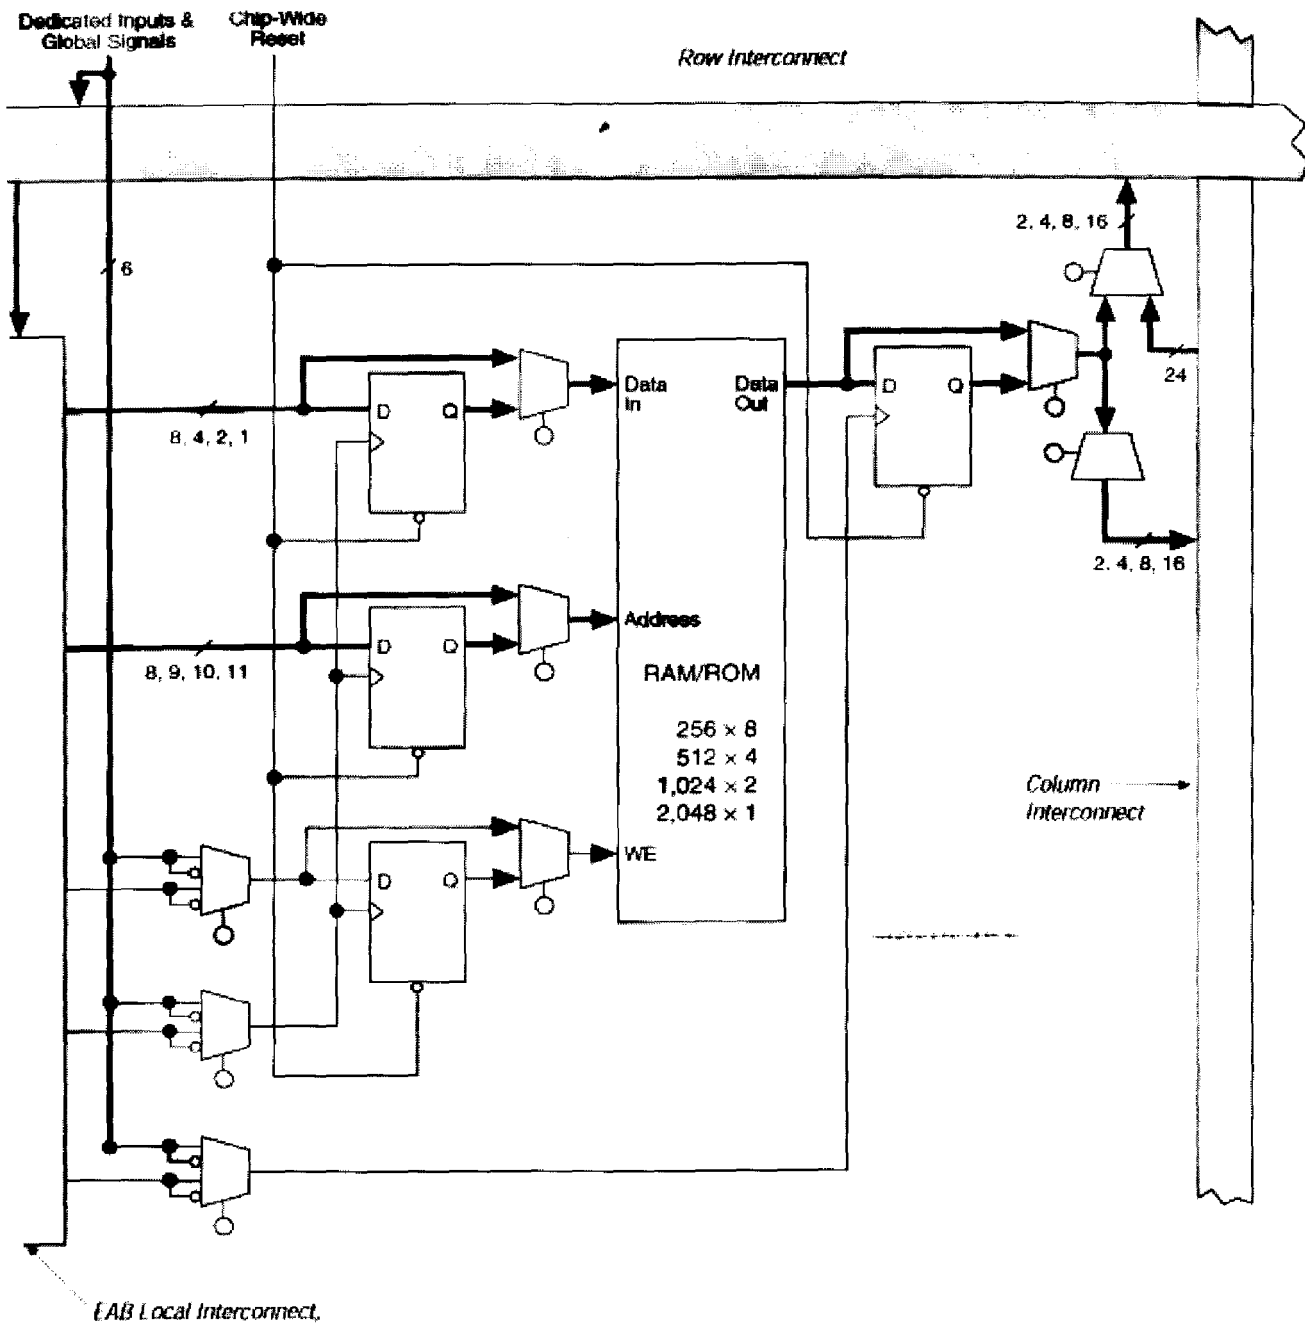 Dedicated Inputs &
Global Signals
Chip-Wide
Reset
Row Interconnect
6
2, 4, 8, 16
24
8, 4, 2, 1
D
Q
Data
In
Data
Out
D
Q
2, 4, 8, 16
8, 9, 10, 11
D
Q
Address
RAM/ROM
256 × 8
512 × 4
1,024 × 2
2,048 × 1
Column
Interconnect
D
Q
WE
EAB Local Interconnect,